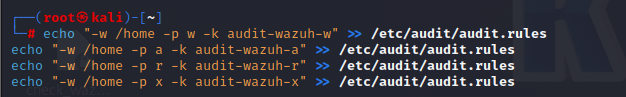 ┌──(root㉿kali)-[~]
└─# echo "-w /home -p w -k audit-wazuh-w" >> /etc/audit/audit.rules
echo "-w /home -p a -k audit-wazuh-a" >> /etc/audit/audit.rules
echo "-w /home -p r -k audit-wazuh-r" >> /etc/audit/audit.rules
echo "-w /home -p x -k audit-wazuh-x" >> /etc/audit/audit.rules